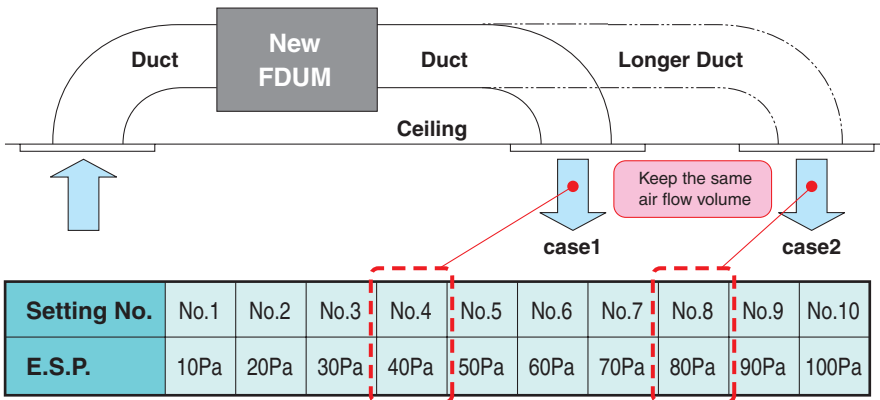 Duct
New
FDUM
Duct
Longer Duct
Ceiling
Keep the same
air flow volume
case1
case2
Setting No. No.1 No.2 No.3 No.4 No.5 No.6 No.7 No.8 No.9 No.10
E.S.P. 10Pa 20Pa 30Pa 40Pa 50Pa 60Pa 70Pa 80Pa 90Pa 100Pa